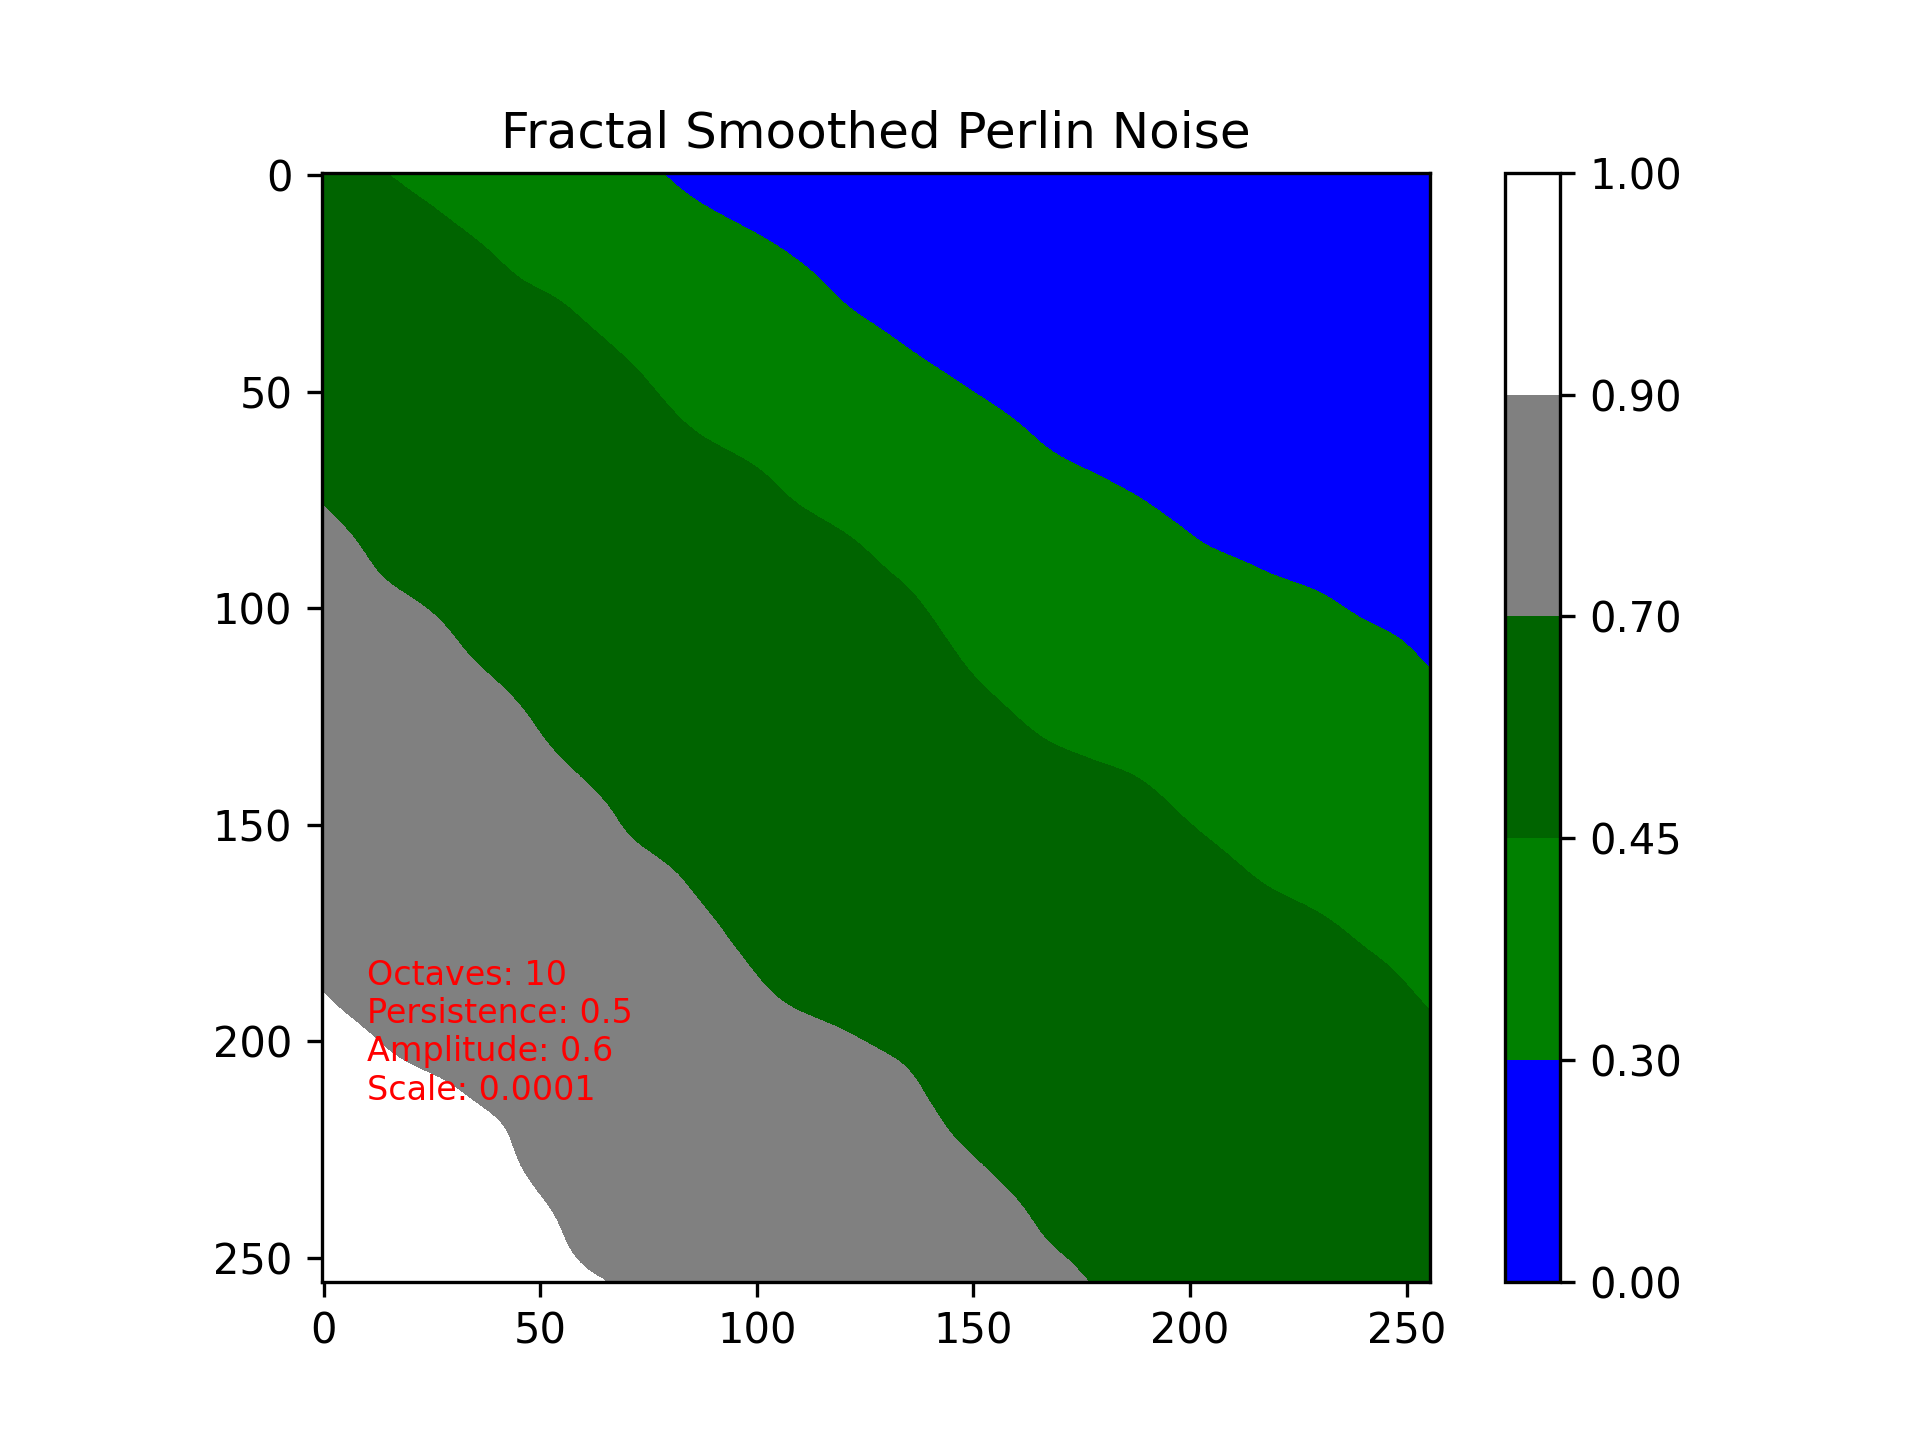 Fractal Smoothed Perlin Noise
0
50
100
150
200
250
Octaves: 10
Persistence: 0.5
Amplitude: 0.6
Scale: 0.0001
0 50 100 150 200 250
1.00
0.90
0.70
0.45
0.30
0.00